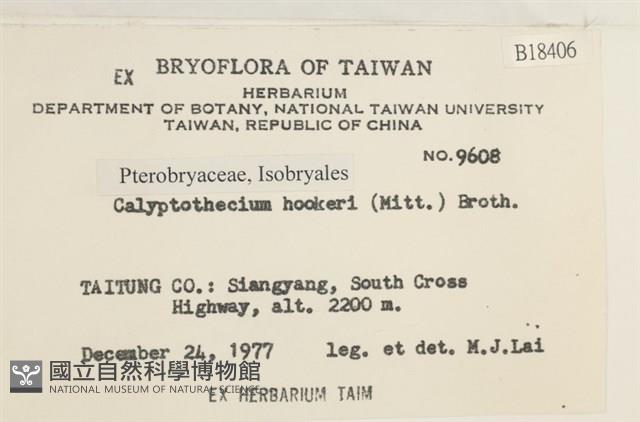 B18406
EX BRYOFLORA OF TAIWAN
HERBARIUM
DEPARTMENT OF BOTANY, NATIONAL TAIWAN UNIVERSITY
TAIWAN, REPUBLIC OF CHINA
NO. 9608
Pterobryaceae, Isobryales
Calyptothecium hookeri (Mitt.) Broth.
TAITUNG CO.: Siangyang, South Cross
Highway, alt. 2200 m.
December 24, 1977 leg. et det. M.J.Lai
國立自然科學博物館
NATIONAL MUSEUM OF NATURAL SCIENCE
EX HERBARIUM TAIM